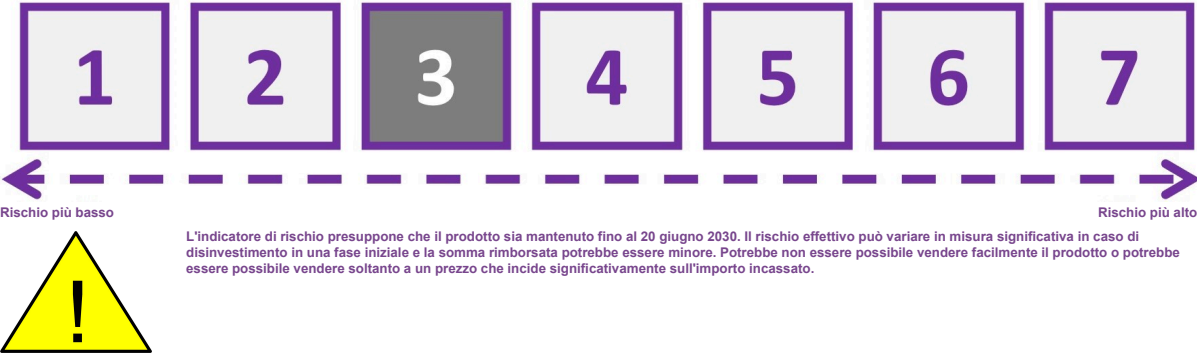 1 2 3 4 5 6 7
Rischio più basso Rischio più alto
L'indicatore di rischio presuppone che il prodotto sia mantenuto fino al 20 giugno 2030. Il rischio effettivo può variare in misura significativa in caso di
disinvestimento in una fase iniziale e la somma rimborsata potrebbe essere minore. Potrebbe non essere possibile vendere facilmente il prodotto o potrebbe
essere possibile vendere soltanto a un prezzo che incide significativamente sull'importo incassato.
!